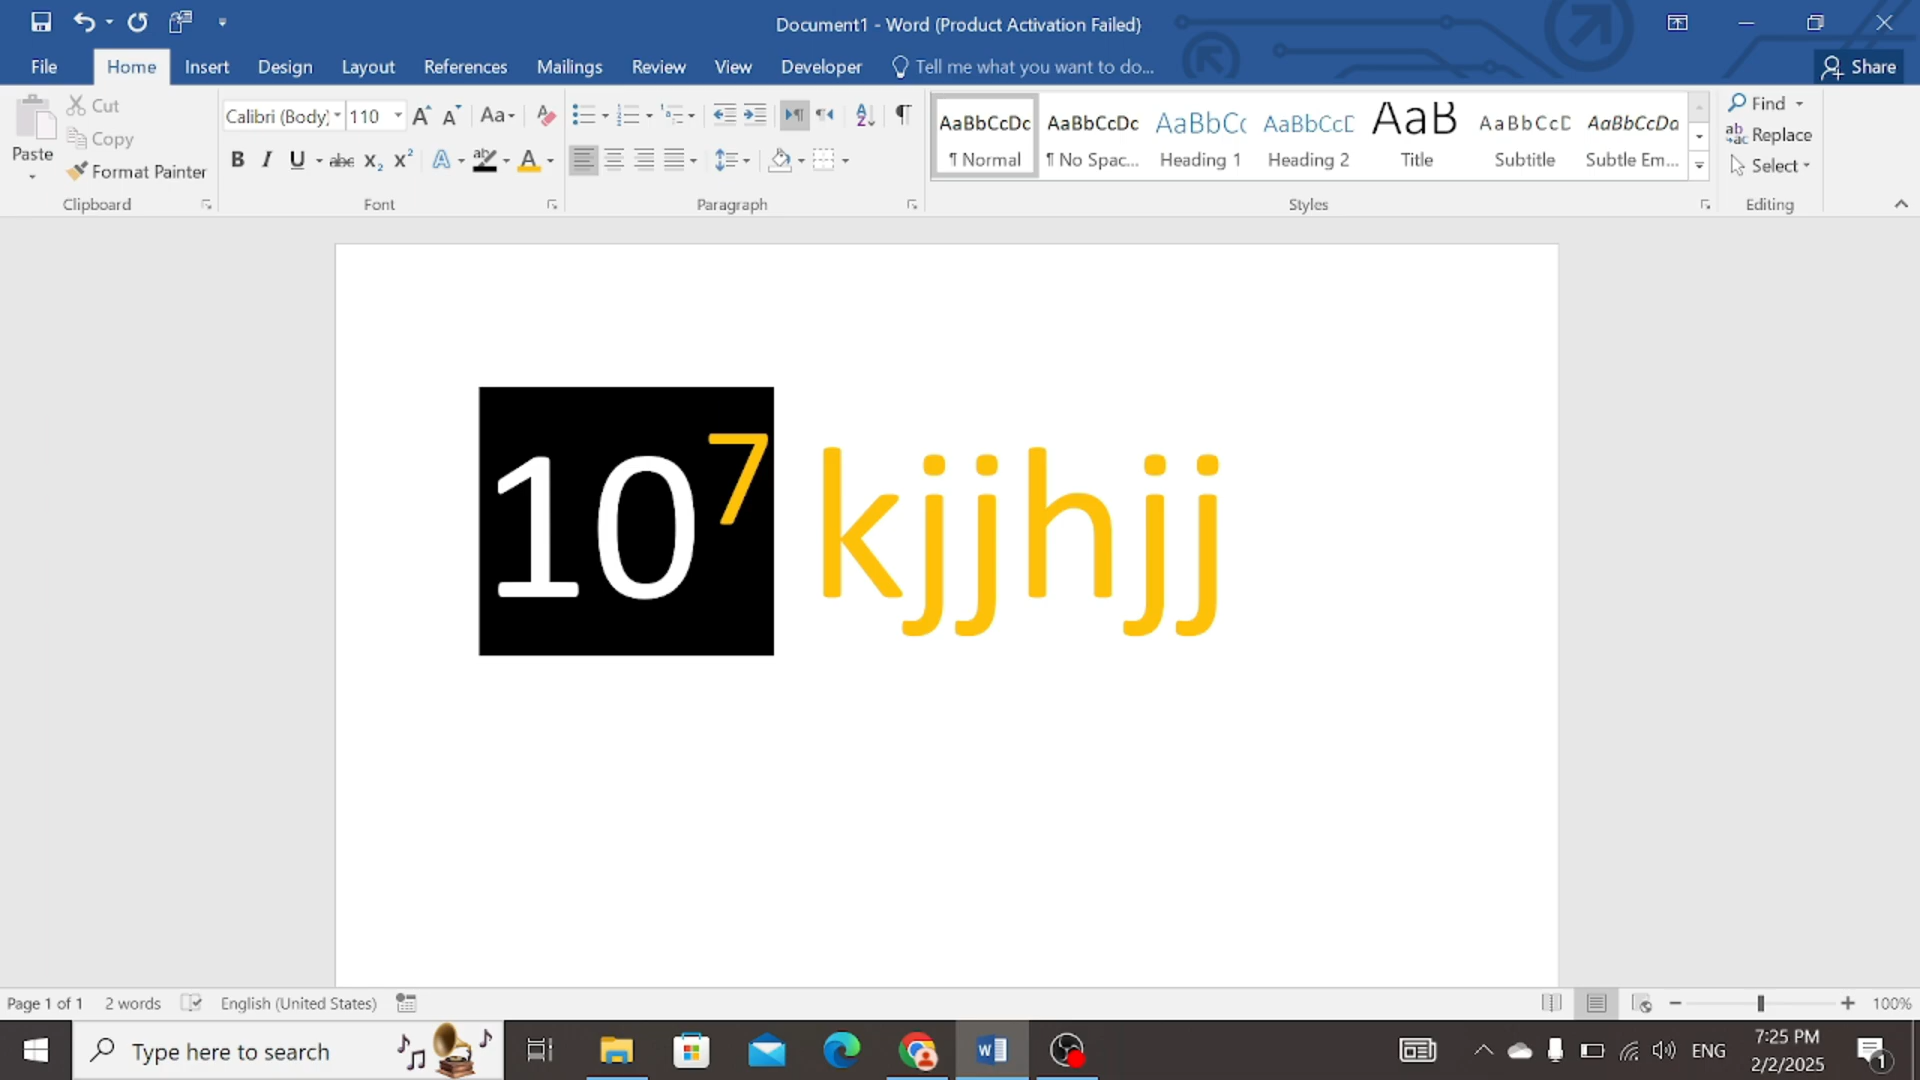 Document1 - Word (Product Activation Failed)
File Home Insert Design Layout References Mailings Review View Developer Tell me what you want to do... Share
Paste
Cut
Copy
Format Painter
Clipboard
Calibri (Body) 110
Font
Paragraph
AaBbCcDc AaBbCcDc AaBbCc AaBbCcD AaB AaBbCcD AaBbCcDa
¶ Normal ¶ No Spac... Heading 1 Heading 2 Title Subtitle Subtle Em...
Styles
Find
Replace
Select
Editing
10⁷ kjjhjj
Page 1 of 1 2 words English (United States) 100%
Type here to search
ENG
7:25 PM
2/2/2025
1